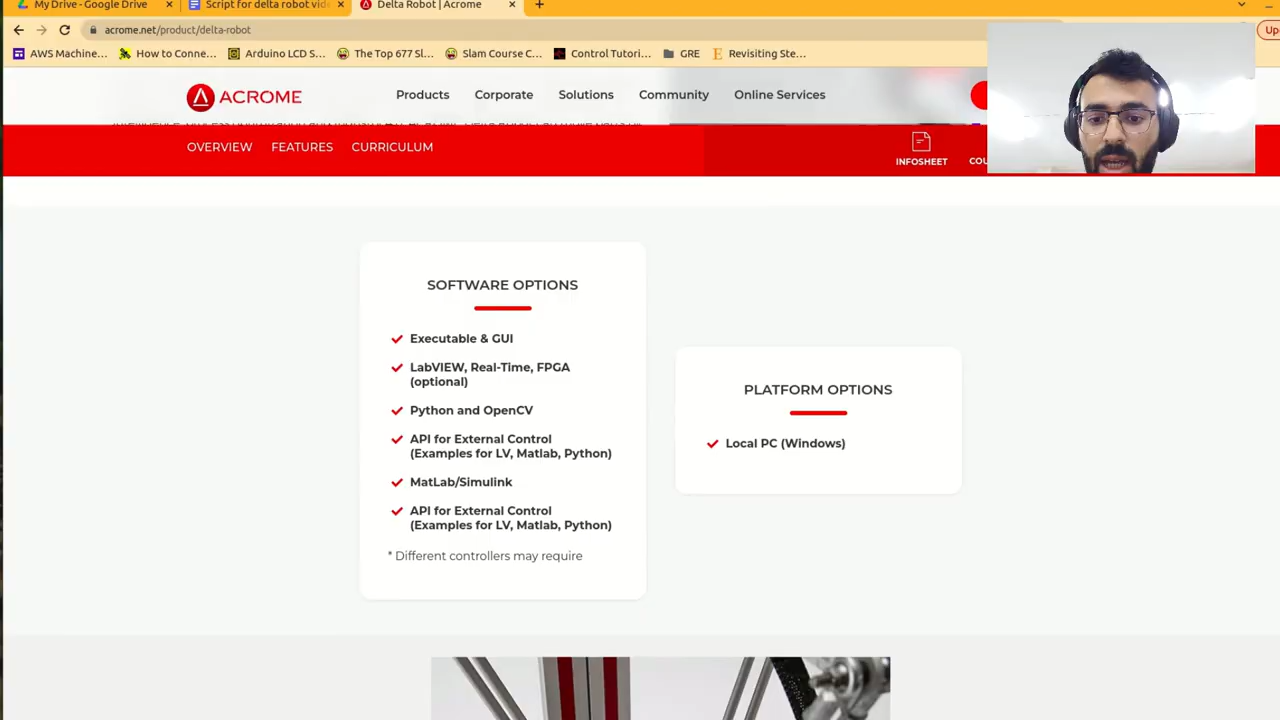 My Drive - Google Drive
Script for delta robot vid
Delta Robot | Acrome
acrome.net/product/delta-robot
AWS Machine...
How to Conne...
Arduino LCD S...
The Top 677 Sl...
Slam Course C...
Control Tutori...
GRE
Revisiting Ste...
ACROME
Products
Corporate
Solutions
Community
Online Services
OVERVIEW
FEATURES
CURRICULUM
INFOSHEET
COU
SOFTWARE OPTIONS
Executable & GUI
LabVIEW, Real-Time, FPGA
(optional)
Python and OpenCV
API for External Control
(Examples for LV, Matlab, Python)
MatLab/Simulink
API for External Control
(Examples for LV, Matlab, Python)
* Different controllers may require
PLATFORM OPTIONS
Local PC (Windows)